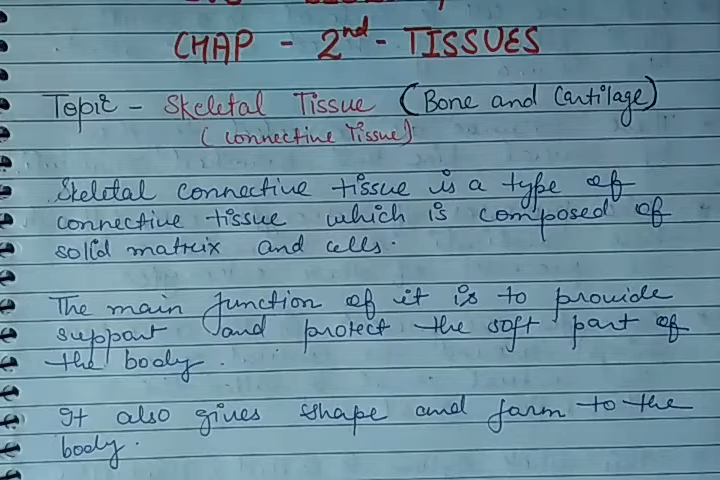 CHAP - 2nd - TISSUES
Topic - Skeletal Tissue (Bone and Cartilage)
(connective Tissue)
Skeletal connective tissue is a type of
connective tissue which is composed of
solid matrix and cells.
The main function of it is to provide
support and protect the soft part of
the body.
It also gives shape and form to the
body.